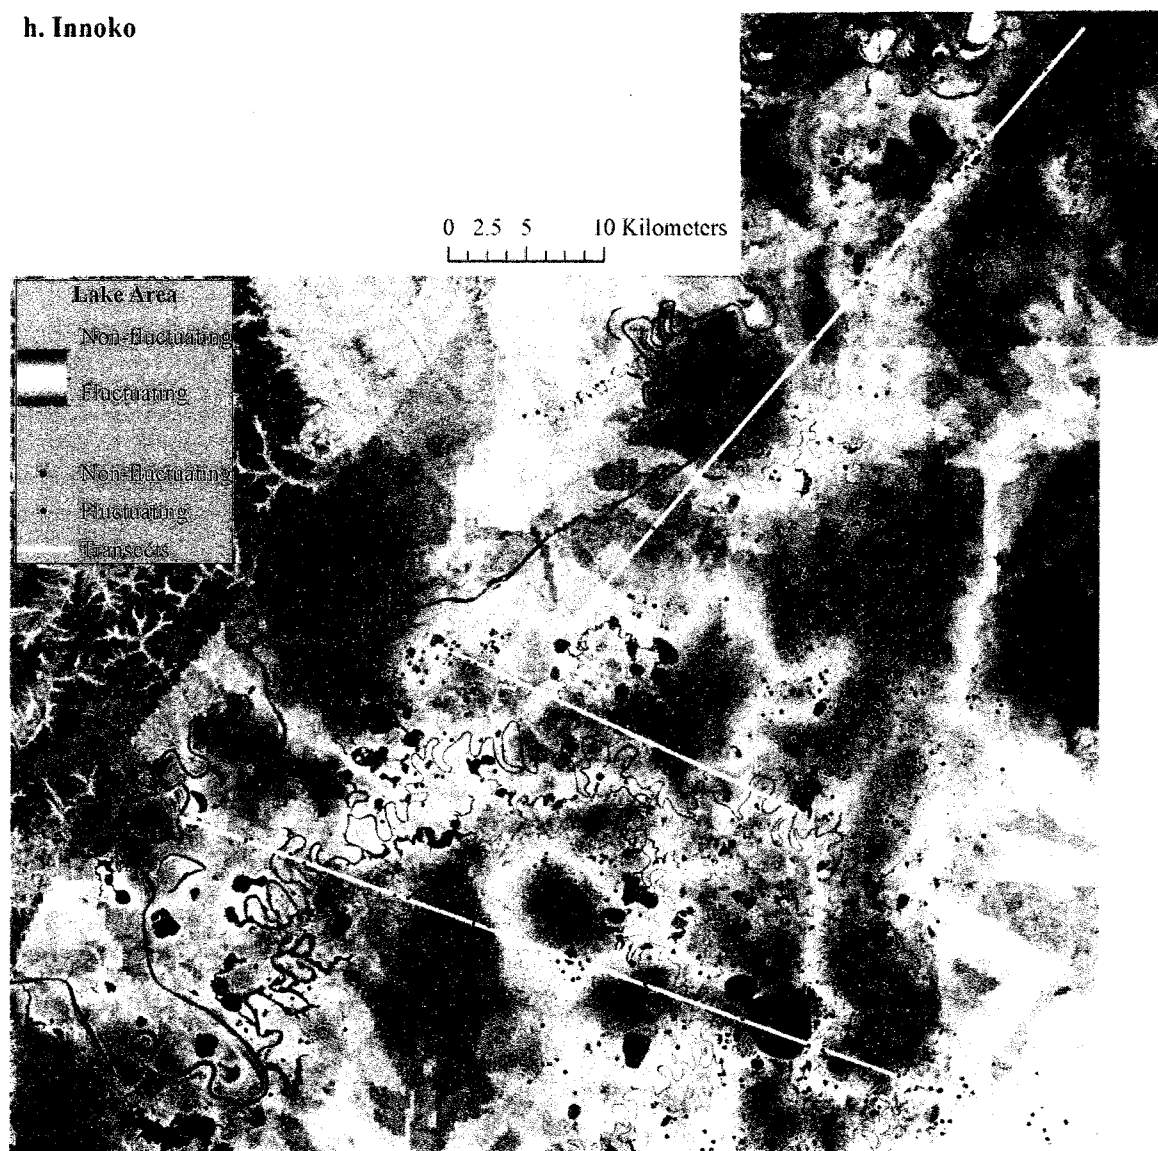 h. Innoko
0 2.5 5 10 Kilometers
Lake Area
Non-fluctuating
Fluctuating
Non-fluctuating
Fluctuating
Transects